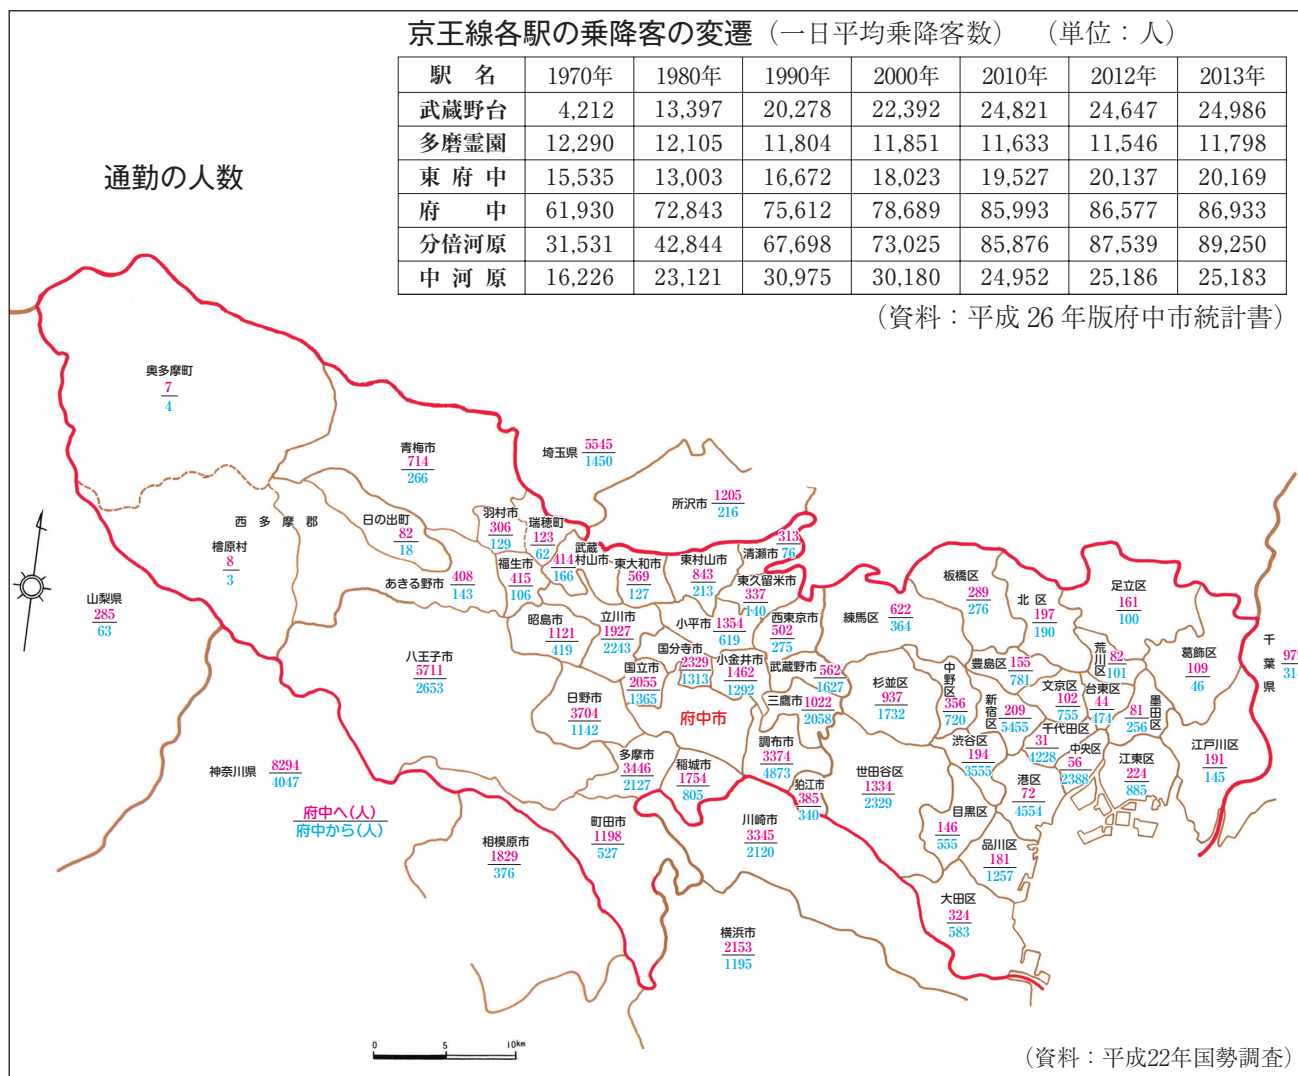 京王線各駅の乗降客の変遷（一日平均乗降客数）　（単位：人）
駅　名 1970年 1980年 1990年 2000年 2010年 2012年 2013年
武蔵野台 4,212 13,397 20,278 22,392 24,821 24,647 24,986
多磨霊園 12,290 12,105 11,804 11,851 11,633 11,546 11,798
東府中 15,535 13,003 16,672 18,023 19,527 20,137 20,169
府　中 61,930 72,843 75,612 78,689 85,993 86,577 86,933
分倍河原 31,531 42,844 67,698 73,025 85,876 87,539 89,250
中河原 16,226 23,121 30,975 30,180 24,952 25,186 25,183
（資料：平成 26 年版府中市統計書）
通勤の人数
奥多摩町
7
4
青梅市
714
266
埼玉県 5545
1450
所沢市 1205
216
西多摩郡
檜原村
8
3
日の出町
82
18
羽村市
306
129
瑞穂町
123
62
武蔵
村山市
414
166
福生市
415
106
あきる野市 408
143
東大和市
569
127
東村山市
843
213
清瀬市
313
76
東久留米市
337
140
山梨県
285
63
昭島市
1121
419
立川市
1927
2243
小平市 1354
619
西東京市
502
275
練馬区 622
364
板橋区
289
276
北区
197
190
足立区
161
100
八王子市
5711
2653
国立市
2055
1365
国分寺市
2329
1313
小金井市
1462
1292
武蔵野市 562
1627
三鷹市 1022
2058
杉並区
937
1732
中野区
356
720
豊島区 155
781
新宿区
209
5455
文京区
102
755
荒川区
82
101
台東区
44
474
墨田区
81
256
葛飾区
109
46
千葉県
979
314
日野市
3704
1142
府中市
千代田区
31
4228
中央区
56
2388
渋谷区
194
3555
港区
72
4554
江東区
224
885
江戸川区
191
145
神奈川県 8294
4047
多摩市
3446
2127
稲城市
1754
805
調布市
3374
4873
狛江市
385
340
世田谷区
1334
2329
目黒区
146
555
品川区
181
1257
大田区
324
583
府中へ（人）
府中から（人）
相模原市
1829
376
町田市
1198
527
川崎市
3345
2120
横浜市
2153
1195
0 5 10km
（資料：平成22年国勢調査）